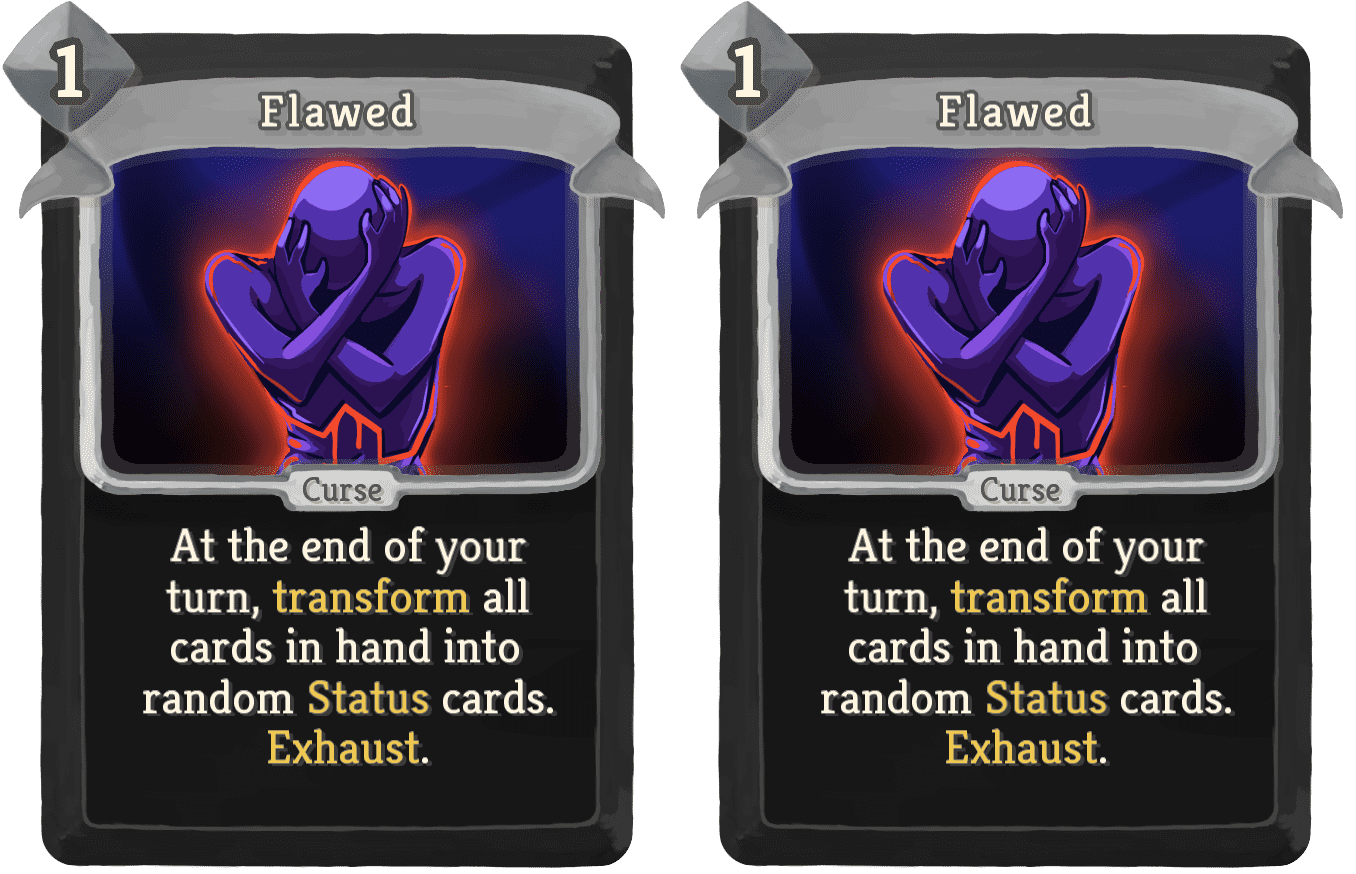 1
Flawed
Curse
At the end of your
turn, transform all
cards in hand into
random Status cards.
Exhaust.
1
Flawed
Curse
At the end of your
turn, transform all
cards in hand into
random Status cards.
Exhaust.